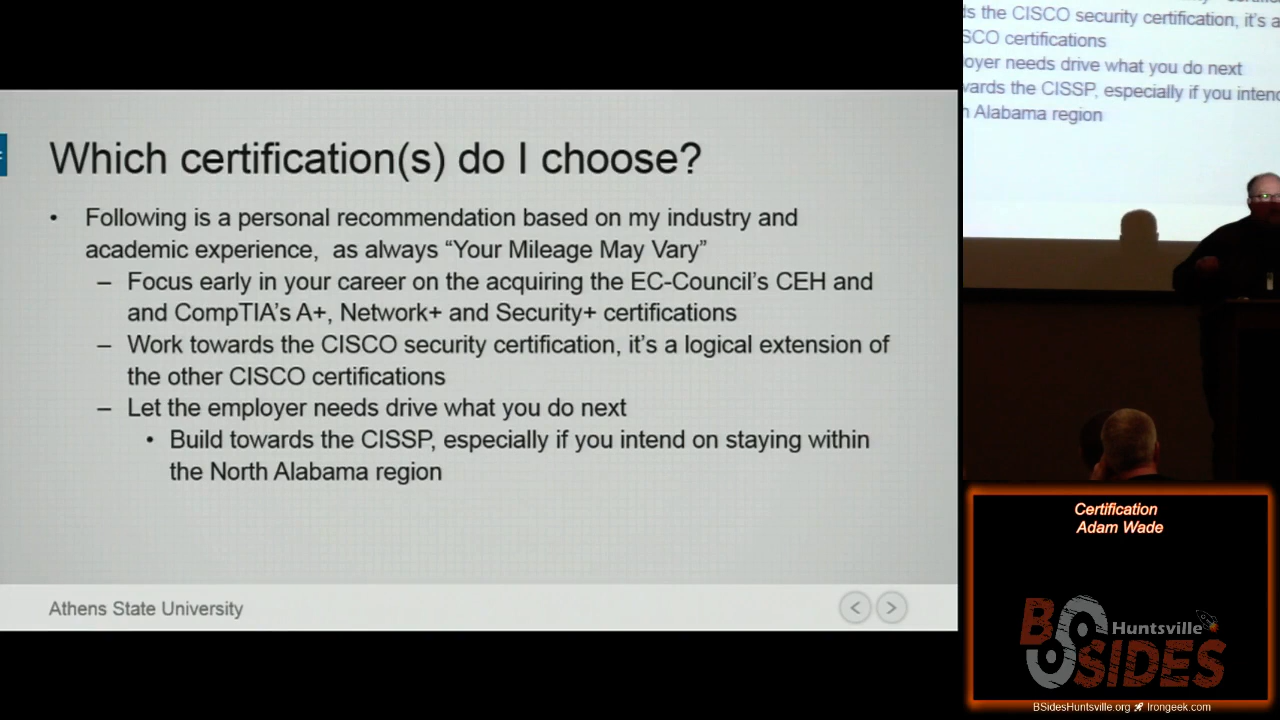 Which certification(s) do I choose?
• Following is a personal recommendation based on my industry and
academic experience, as always “Your Mileage May Vary”
– Focus early in your career on the acquiring the EC-Council’s CEH and
and CompTIA’s A+, Network+ and Security+ certifications
– Work towards the CISCO security certification, it’s a logical extension of
the other CISCO certifications
– Let the employer needs drive what you do next
• Build towards the CISSP, especially if you intend on staying within
the North Alabama region
Athens State University
the CISCO security certification, it's a
certifications
needs drive what you do next
the CISSP, especially if you
Alabama region
Certification
Adam Wade
BSIDES
Huntsville
BSidesHuntsville.org Irongeek.com